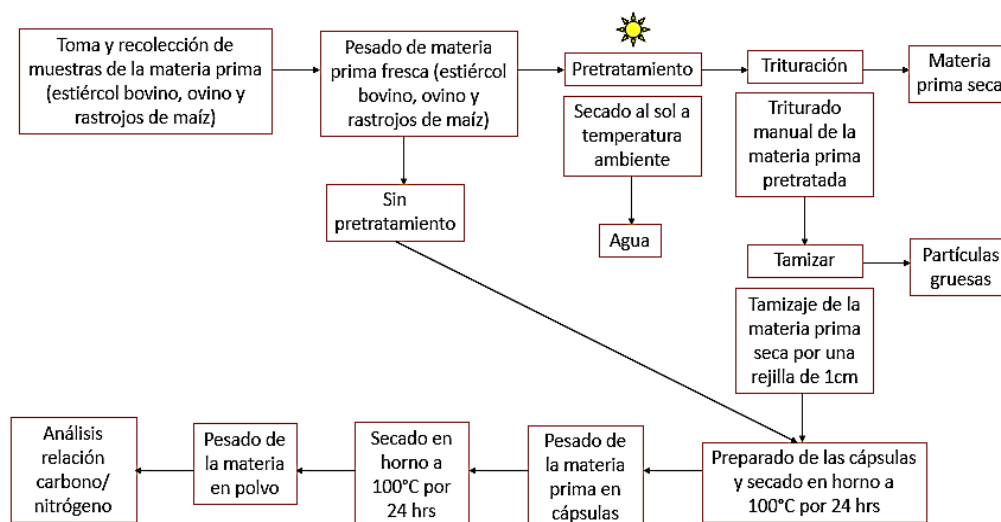 Toma y recolección de
muestras de la materia prima
(estiércol bovino, ovino y
rastrojos de maíz)
Pesado de materia
prima fresca (estiércol
bovino, ovino y
rastrojos de maíz)
Pretratamiento
Trituración
Materia
prima seca
Secado al sol a
temperatura
ambiente
Triturado
manual de la
materia prima
pretratada
Sin
pretratamiento
Agua
Tamizar
Partículas
gruesas
Tamizaje de la
materia prima
seca por una
rejilla de 1cm
Análisis
relación
carbono/
nitrógeno
Pesado de
la materia
en polvo
Secado en
horno a
100°C por
24 hrs
Pesado de
la materia
prima en
cápsulas
Preparado de las cápsulas
y secado en horno a
100°C por 24 hrs